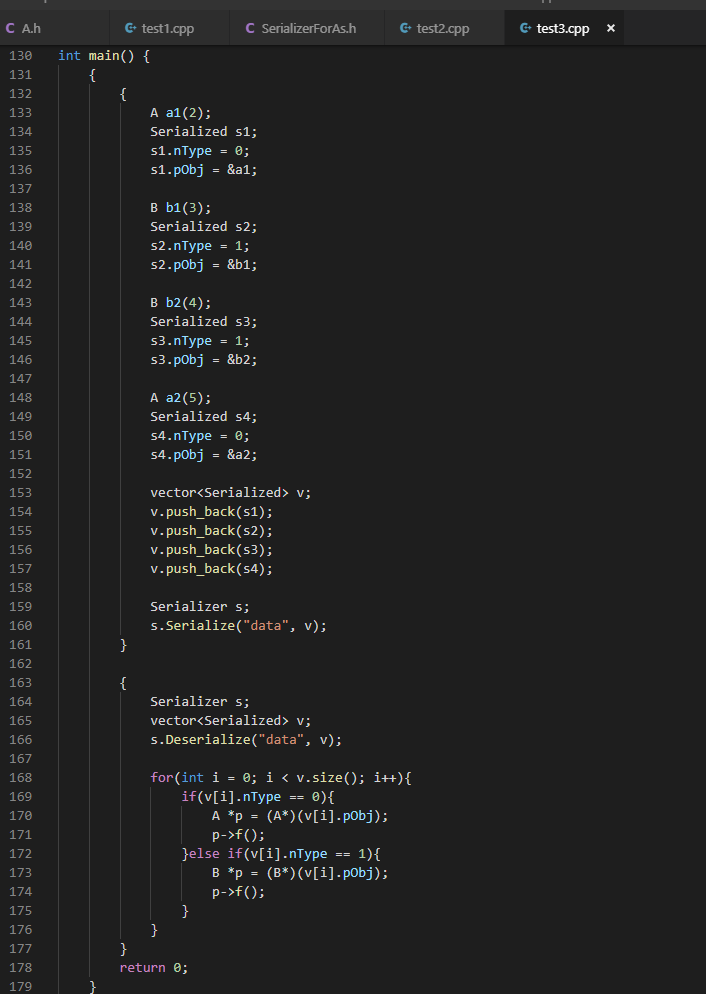 A.h test1.cpp SerializerForAs.h test2.cpp test3.cpp ×
130 int main() {
131 {
132 {
133 A a1(2);
134 Serialized s1;
135 s1.nType = 0;
136 s1.pObj = &a1;
137
138 B b1(3);
139 Serialized s2;
140 s2.nType = 1;
141 s2.pObj = &b1;
142
143 B b2(4);
144 Serialized s3;
145 s3.nType = 1;
146 s3.pObj = &b2;
147
148 A a2(5);
149 Serialized s4;
150 s4.nType = 0;
151 s4.pObj = &a2;
152
153 vector<Serialized> v;
154 v.push_back(s1);
155 v.push_back(s2);
156 v.push_back(s3);
157 v.push_back(s4);
158
159 Serializer s;
160 s.Serialize("data", v);
161 }
162
163 {
164 Serializer s;
165 vector<Serialized> v;
166 s.Deserialize("data", v);
167
168 for(int i = 0; i < v.size(); i++){
169 if(v[i].nType == 0){
170 A *p = (A*)(v[i].pObj);
171 p->f();
172 }else if(v[i].nType == 1){
173 B *p = (B*)(v[i].pObj);
174 p->f();
175 }
176 }
177 }
178 return 0;
179 }